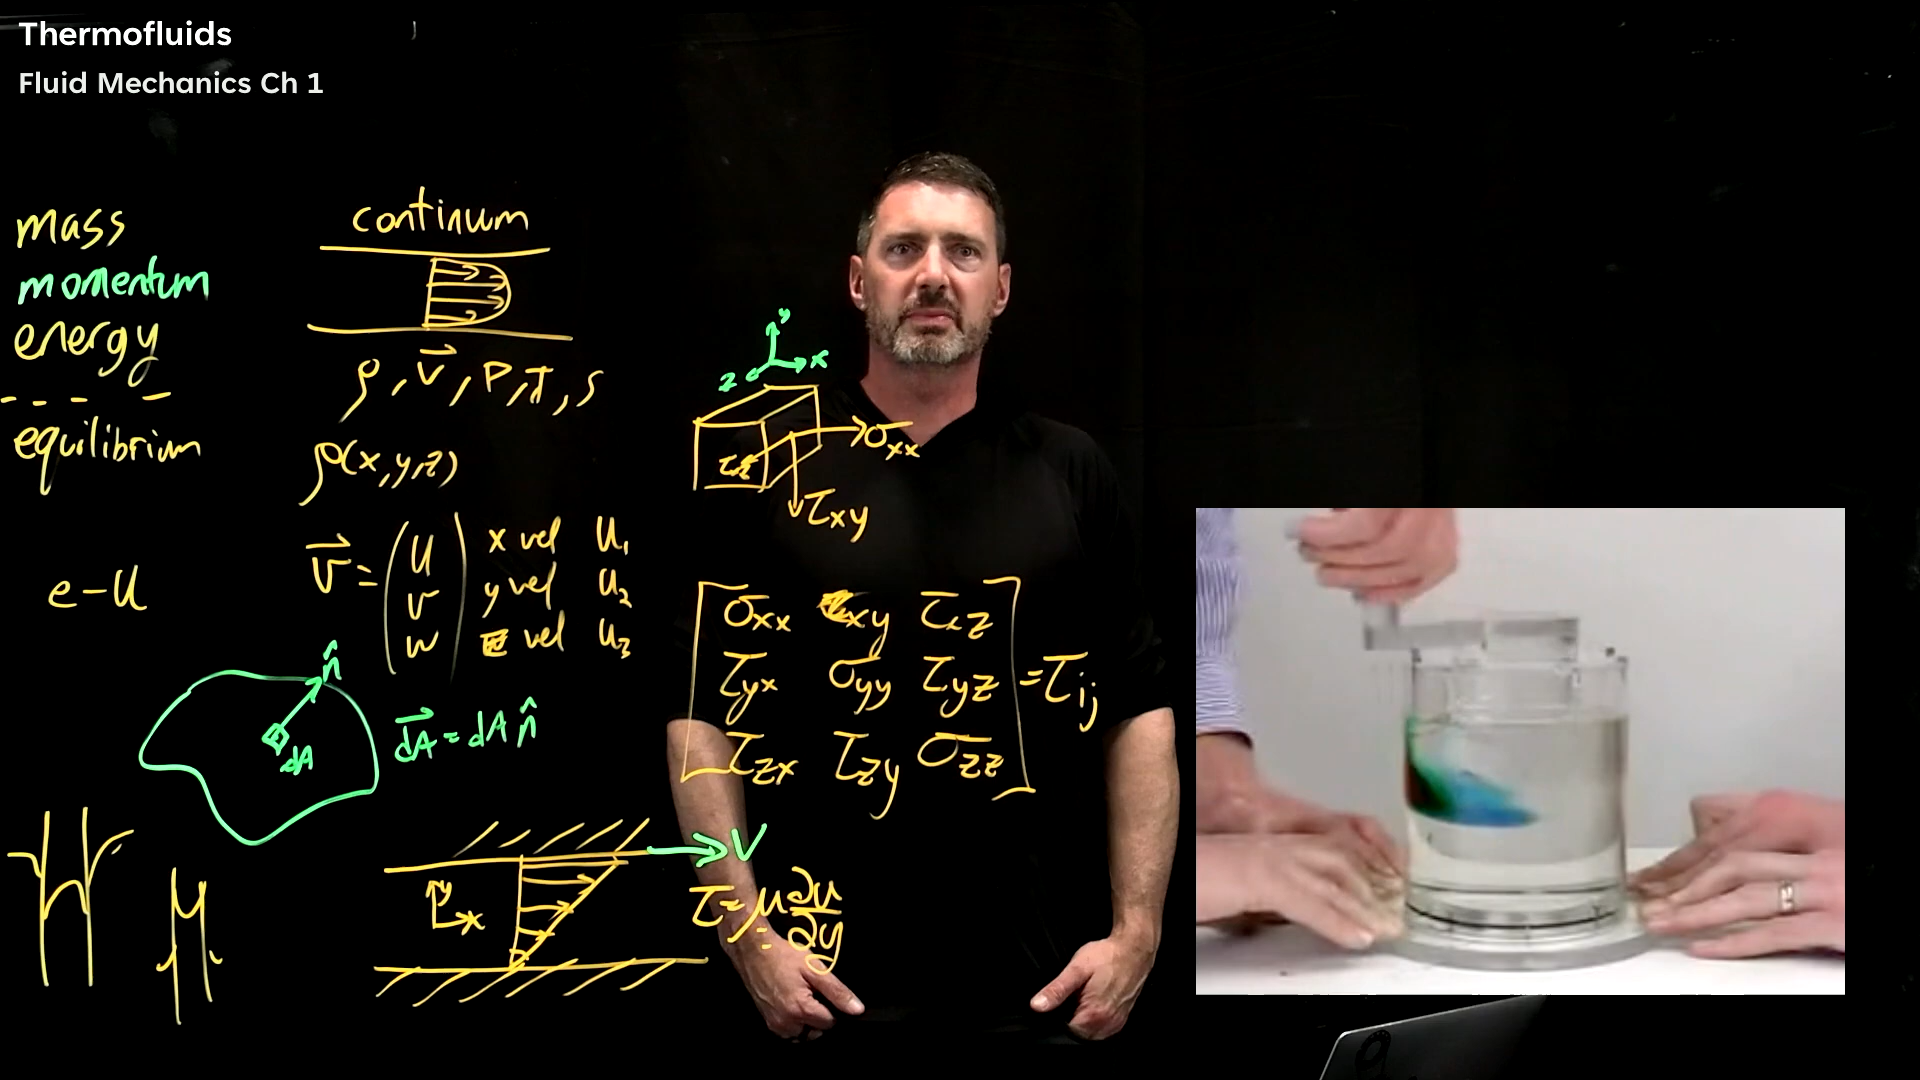 Thermofluids
Fluid Mechanics Ch 1
mass
momentum
energy
equilibrium
e-u
continuum
ρ, V⃗, P, T, s
ρ(x,y,z)
V⃗ = (u x vel u₁
v y vel u₂
w) vel u₃
n̂
dA
dA⃗ = dA n̂
y
x
z
σxx
τxz
τxy
[σxx τxy τxz
τyx σyy τyz
τzx τzy σzz] = τij
V
y
x
τ = μ ∂u/∂y